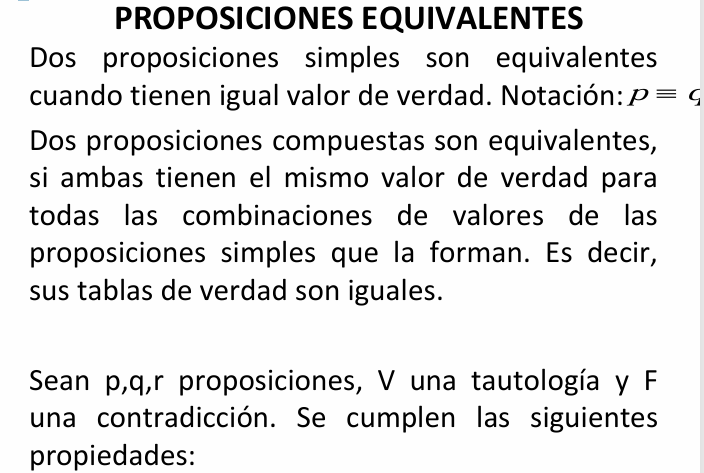 PROPOSICIONES EQUIVALENTES
Dos proposiciones simples son equivalentes
cuando tienen igual valor de verdad. Notación: p ≡ q
Dos proposiciones compuestas son equivalentes,
si ambas tienen el mismo valor de verdad para
todas las combinaciones de valores de las
proposiciones simples que la forman. Es decir,
sus tablas de verdad son iguales.
Sean p,q,r proposiciones, V una tautología y F
una contradicción. Se cumplen las siguientes
propiedades: